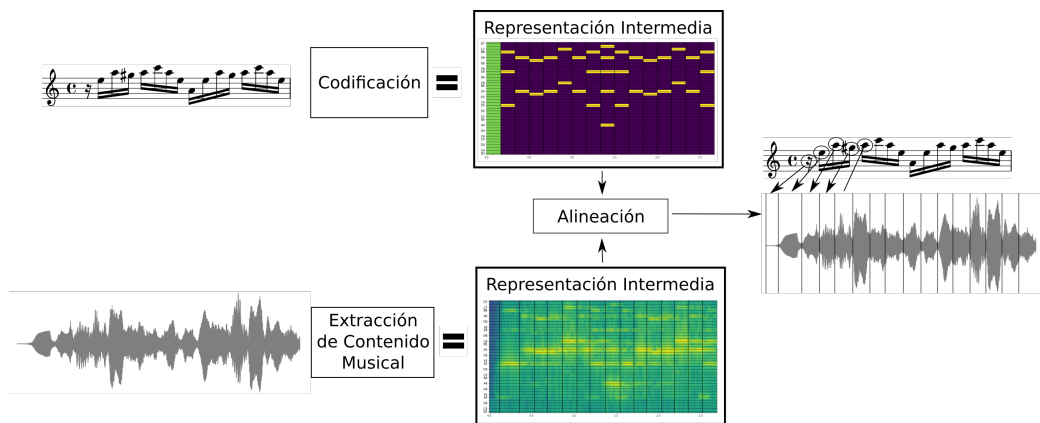 Representación Intermedia
Codificación
Alineación
Representación Intermedia
Extracción
de Contenido
Musical